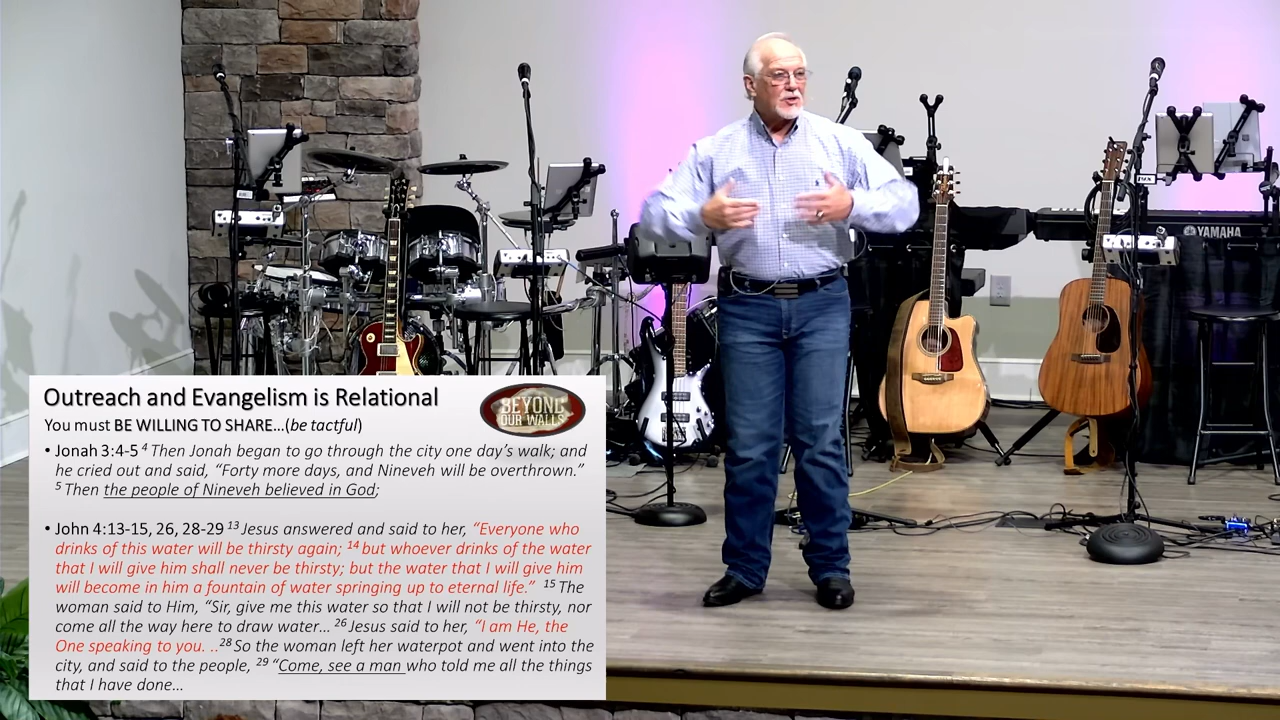 Outreach and Evangelism is Relational
BEYOND
OUR WALLS
You must BE WILLING TO SHARE…(be tactful)
• Jonah 3:4-5 4 Then Jonah began to go through the city one day's walk; and
he cried out and said, “Forty more days, and Nineveh will be overthrown.”
5 Then the people of Nineveh believed in God;
• John 4:13-15, 26, 28-29 13 Jesus answered and said to her, “Everyone who
drinks of this water will be thirsty again; 14 but whoever drinks of the water
that I will give him shall never be thirsty; but the water that I will give him
will become in him a fountain of water springing up to eternal life.” 15 The
woman said to Him, “Sir, give me this water so that I will not be thirsty, nor
come all the way here to draw water… 26 Jesus said to her, “I am He, the
One speaking to you. ..28 So the woman left her waterpot and went into the
city, and said to the people, 29 “Come, see a man who told me all the things
that I have done…
YAMAHA